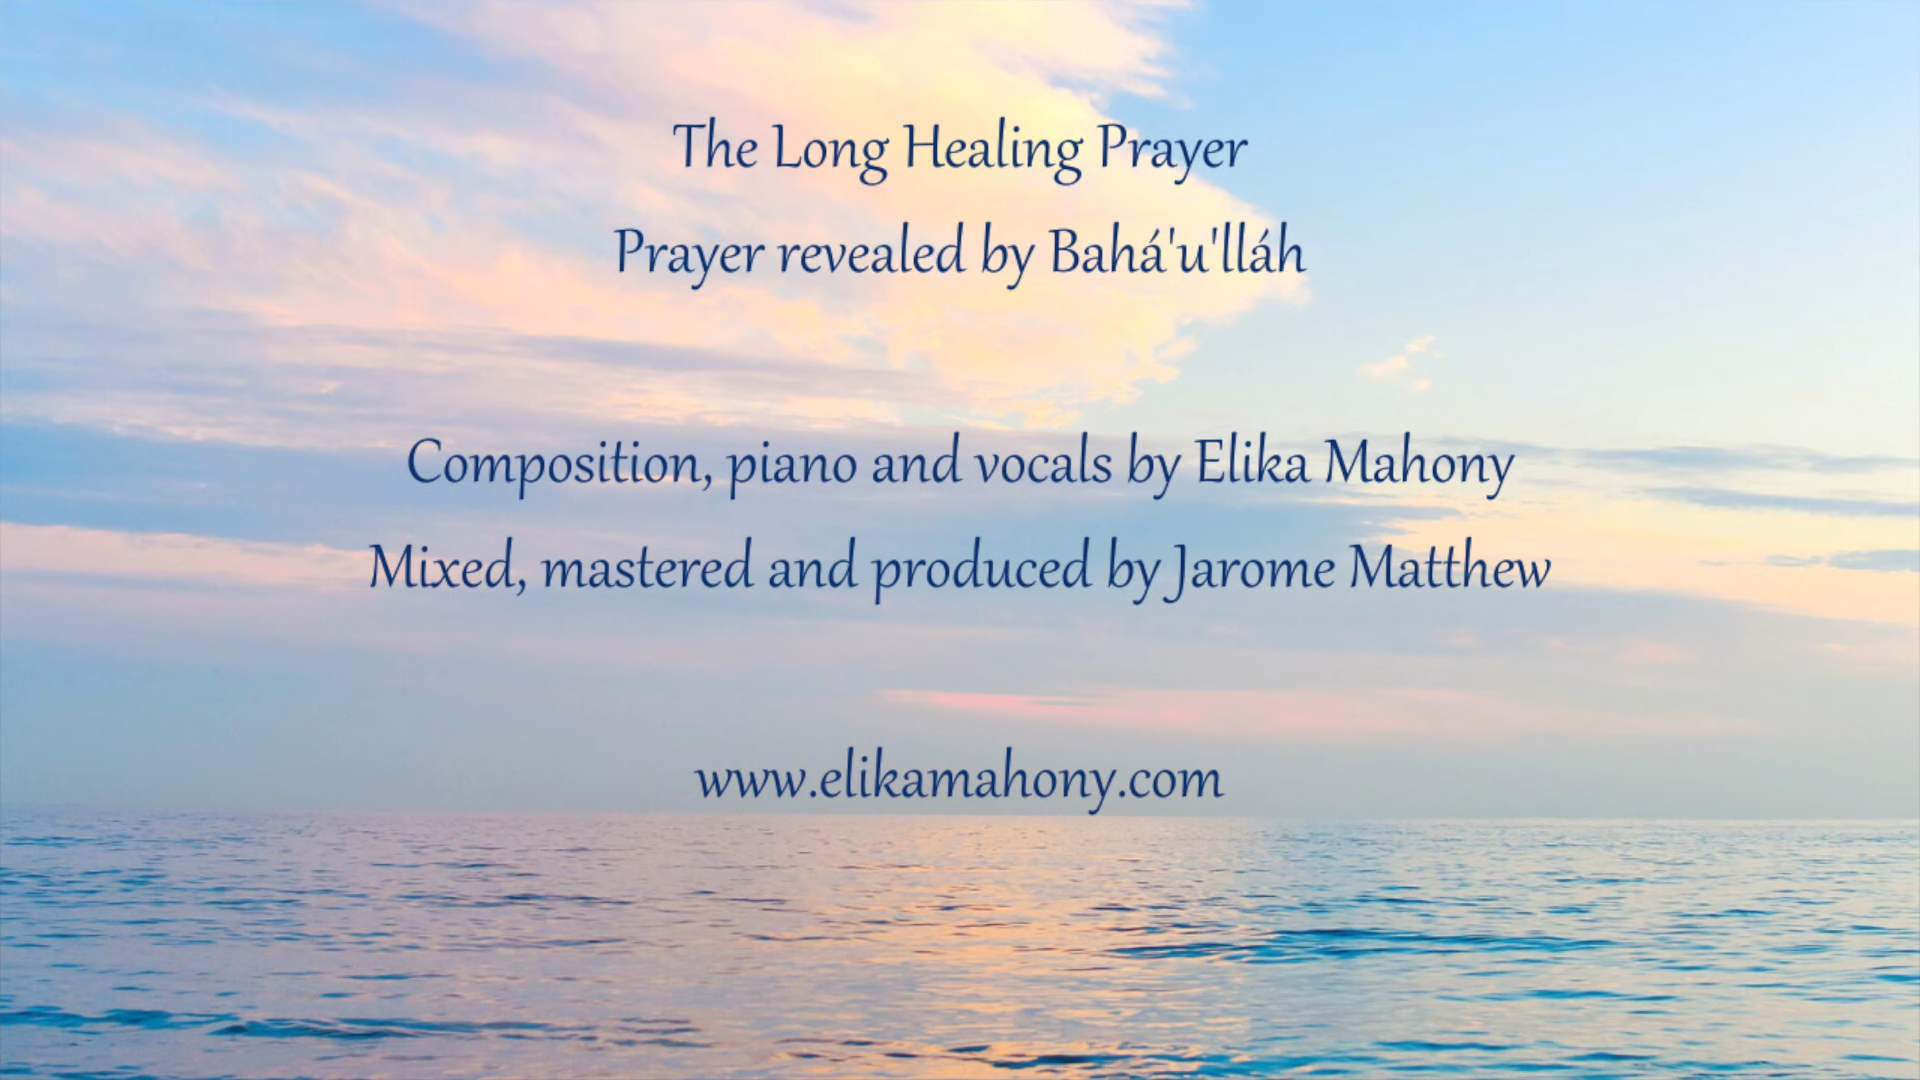 The Long Healing Prayer
Prayer revealed by Bahá'u'lláh
Composition, piano and vocals by Elika Mahony
Mixed, mastered and produced by Jarome Matthew
www.elikamahony.com